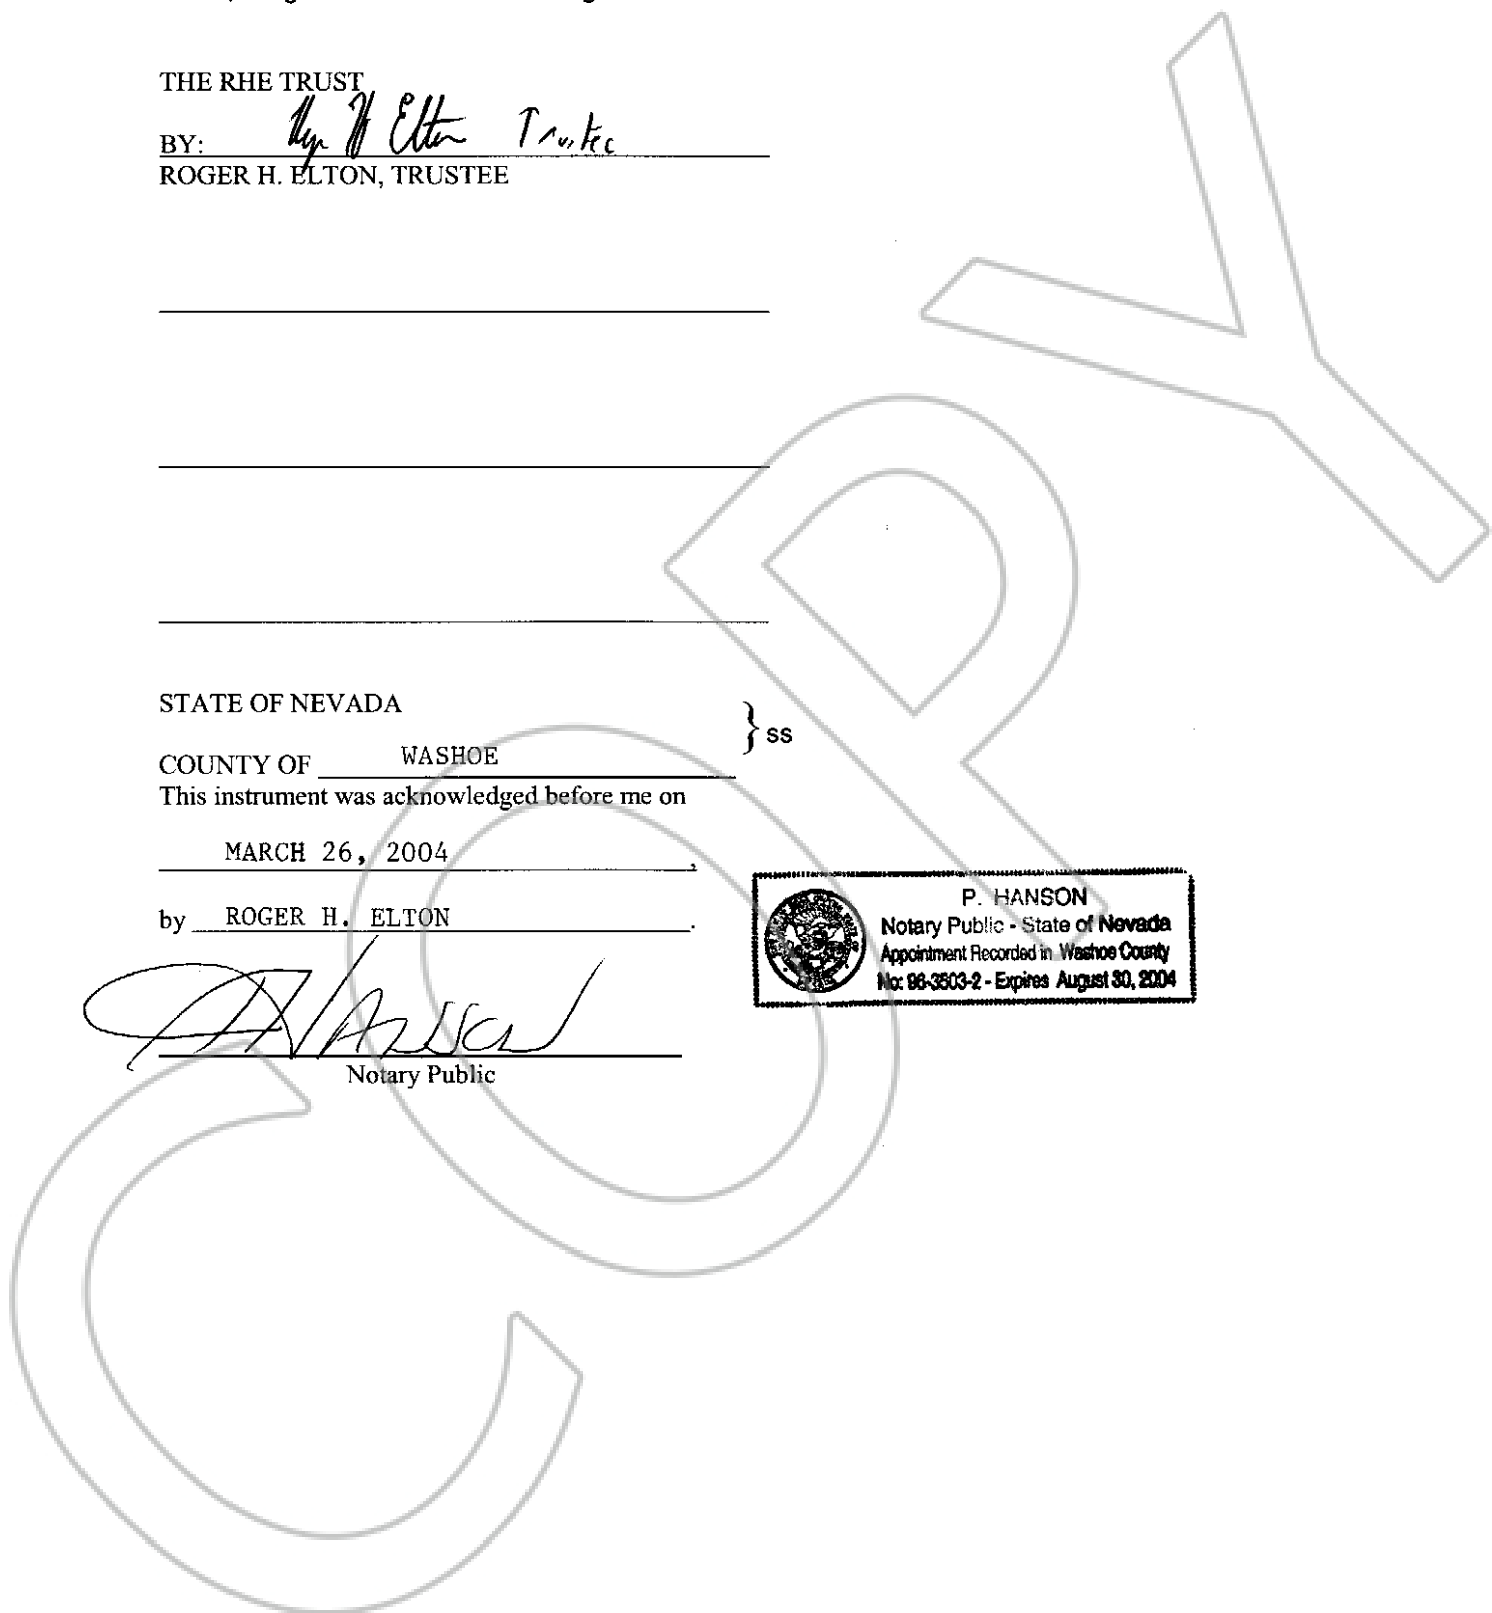 THE RHE TRUST
BY: Elton Trustee
ROGER H. ELTON, TRUSTEE
STATE OF NEVADA
} ss
COUNTY OF WASHOE
This instrument was acknowledged before me on
MARCH 26, 2004,
by ROGER H. ELTON.
P. HANSON
Notary Public - State of Nevada
Appointment Recorded in Washoe County
No: 96-3503-2 - Expires August 30, 2004
Notary Public
COPY